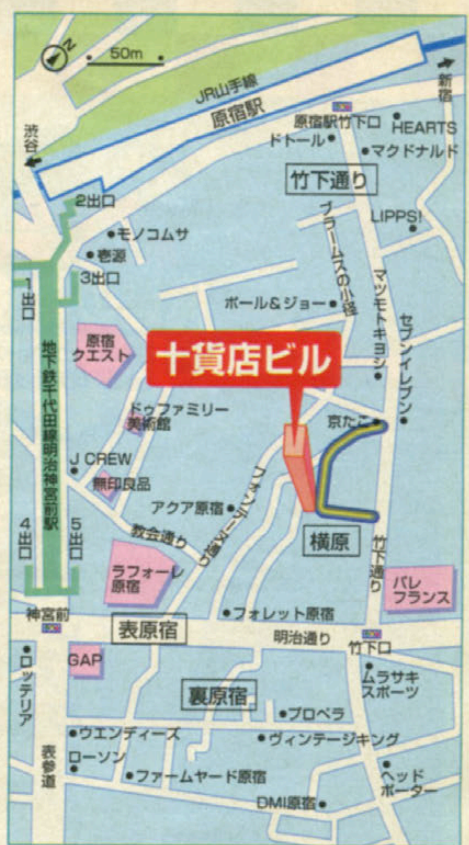 N
50m
JR山手線
原宿駅
新宿
渋谷
原宿駅竹下口
HEARTS
ドトール
マクドナルド
竹下通り
LIPPS!
2出口
モノコムサ
壱源
3出口
1出口
ブラームスの小径
ポール&ジョー
マツモトキヨシ
セブンイレブン
原宿
クエスト
十貨店ビル
地下鉄千代田線明治神宮前駅
ドゥファミリー
美術館
京たこ
J CREW
無印良品
アクア原宿
フォンテーヌ通り
教会通り
横原
竹下通り
4出口
5出口
ラフォーレ
原宿
パレ
フランス
神宮前
フォレット原宿
表原宿
明治通り
竹下口
ロッテリア
GAP
ムラサキ
スポーツ
裏原宿
プロペラ
ウエンディーズ
ヴィンテージキング
ローソン
表参道
ファームヤード原宿
ヘッド
ポーター
DMI原宿